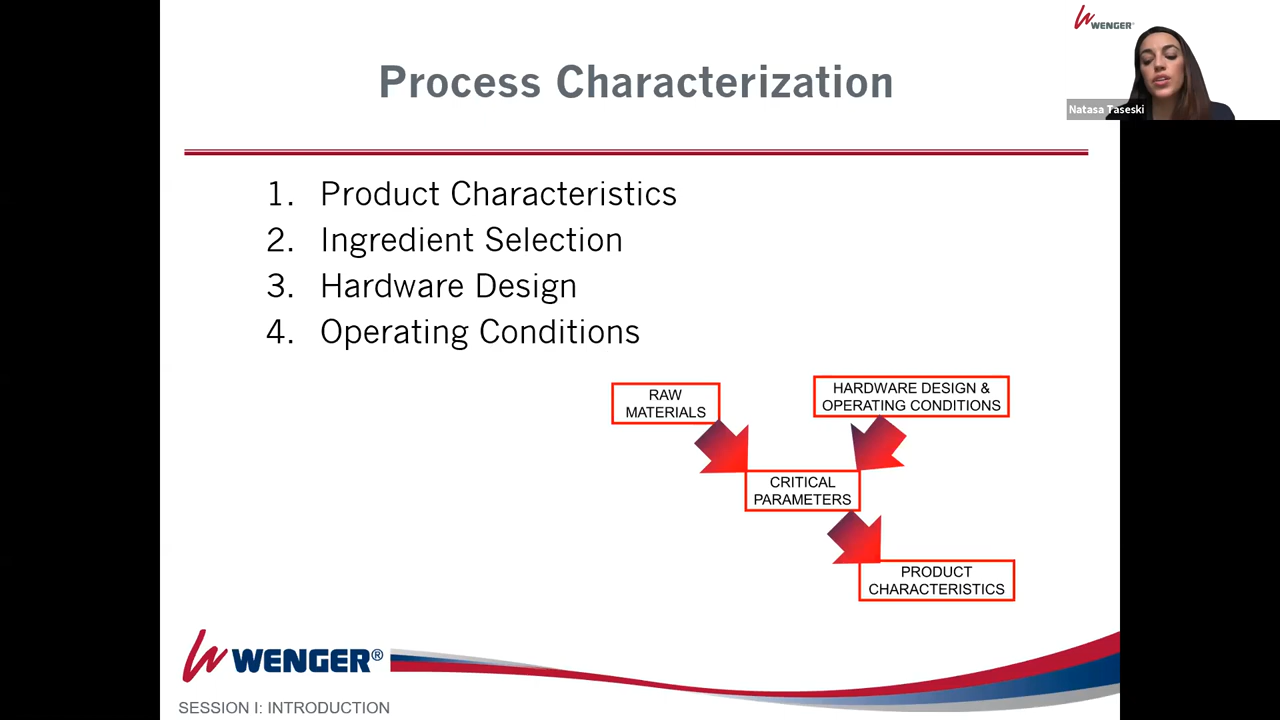 WENGER
Natasa Taseski
Process Characterization
1. Product Characteristics
2. Ingredient Selection
3. Hardware Design
4. Operating Conditions
RAW
MATERIALS
HARDWARE DESIGN &
OPERATING CONDITIONS
CRITICAL
PARAMETERS
PRODUCT
CHARACTERISTICS
WENGER®
SESSION I: INTRODUCTION